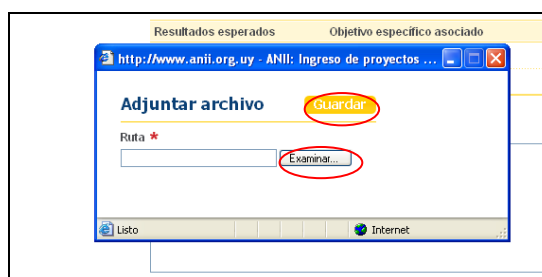 Resultados esperados Objetivo específico asociado
http://www.anii.org.uy - ANII: Ingreso de proyectos ...
Adjuntar archivo Guardar
Ruta *
Examinar...
Listo Internet